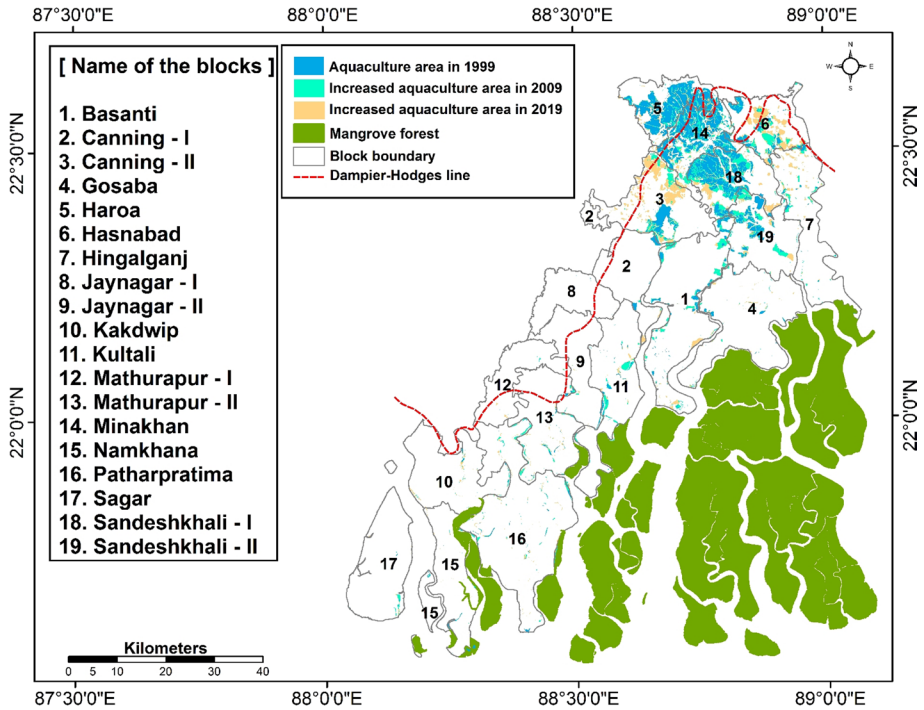 87°30'0"E 88°0'0"E 88°30'0"E 89°0'0"E
22°30'0"N
22°0'0"N
[ Name of the blocks ]
1. Basanti
2. Canning - I
3. Canning - II
4. Gosaba
5. Haroa
6. Hasnabad
7. Hingalganj
8. Jaynagar - I
9. Jaynagar - II
10. Kakdwip
11. Kultali
12. Mathurapur - I
13. Mathurapur - II
14. Minakhan
15. Namkhana
16. Patharpratima
17. Sagar
18. Sandeshkhali - I
19. Sandeshkhali - II
Aquaculture area in 1999
Increased aquaculture area in 2009
Increased aquaculture area in 2019
Mangrove forest
Block boundary
Dampier-Hodges line
N
W E
S
5
14
6
18
3
2
19
7
2
8
1
4
9
12
11
13
10
16
17
15
15
22°30'0"N
22°0'0"N
Kilometers
0 5 10 20 30 40
87°30'0"E 88°0'0"E 88°30'0"E 89°0'0"E